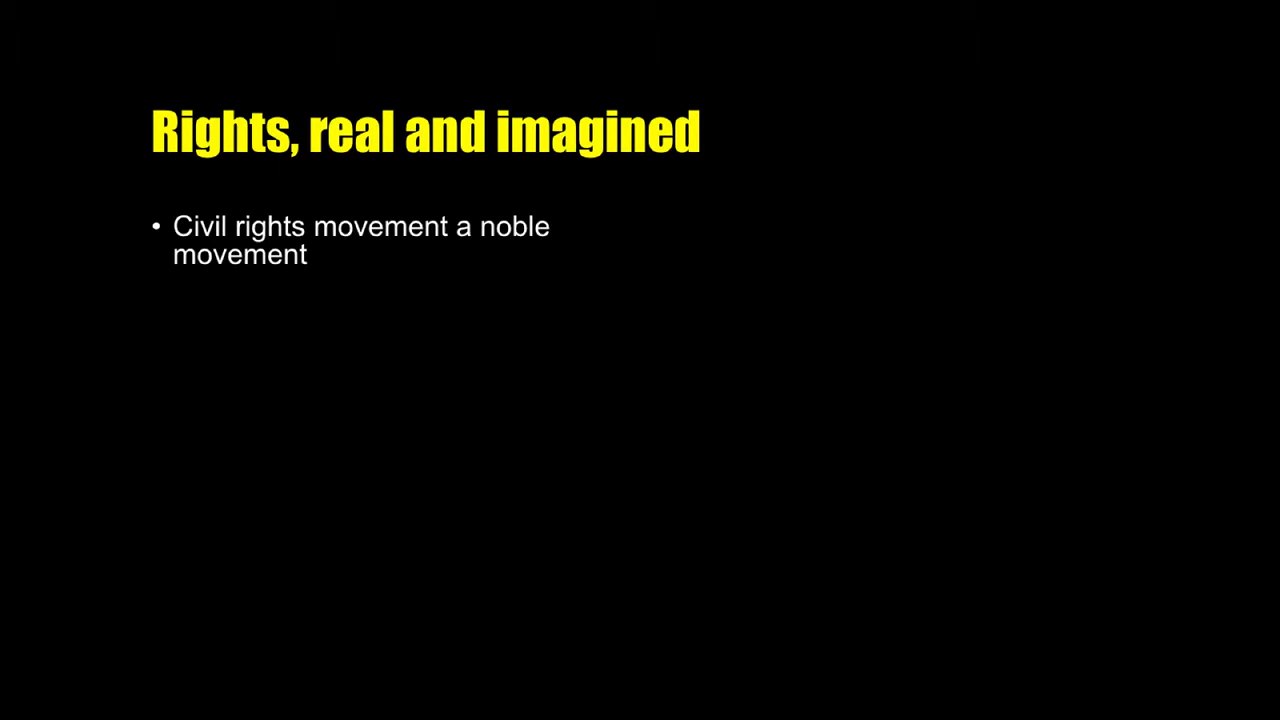 Rights, real and imagined
• Civil rights movement a noble
movement